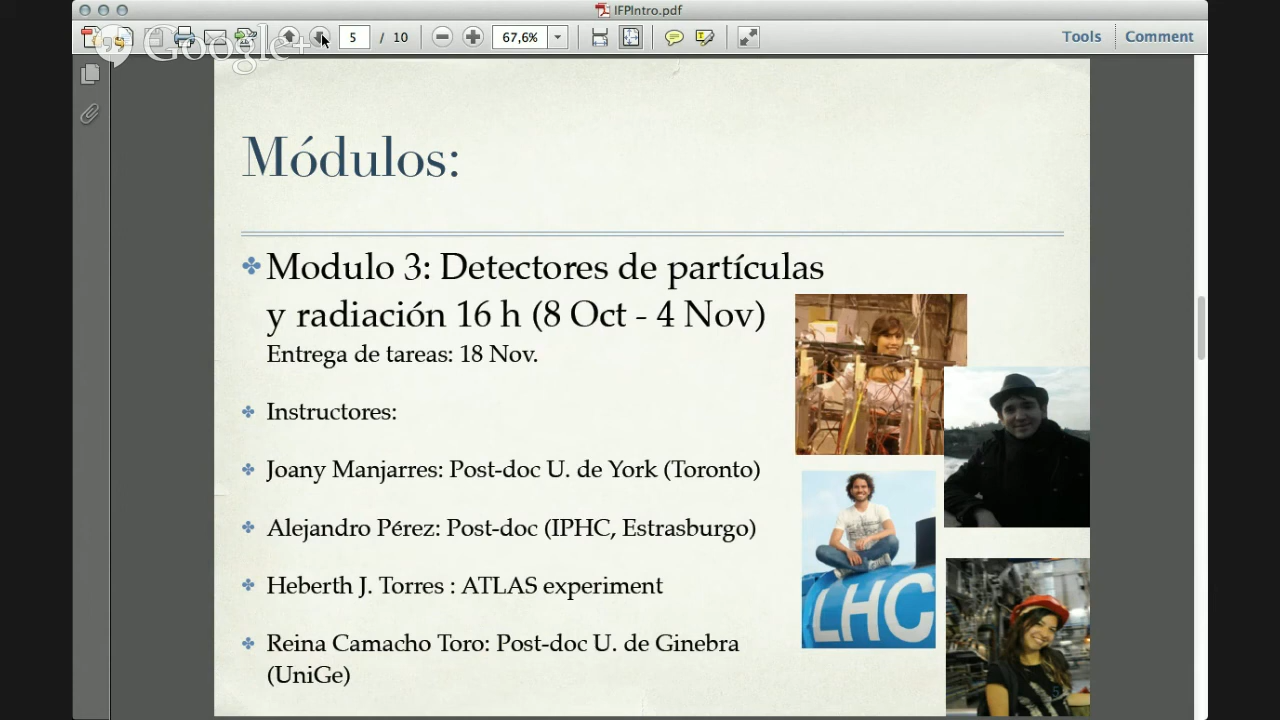 IFPIntro.pdf
Google+
5 / 10
67,6%
Tools
Comment
Módulos:
Modulo 3: Detectores de partículas
y radiación 16 h (8 Oct - 4 Nov)
Entrega de tareas: 18 Nov.
Instructores:
Joany Manjarres: Post-doc U. de York (Toronto)
Alejandro Pérez: Post-doc (IPHC, Estrasburgo)
Heberth J. Torres : ATLAS experiment
Reina Camacho Toro: Post-doc U. de Ginebra
(UniGe)
LHC
5